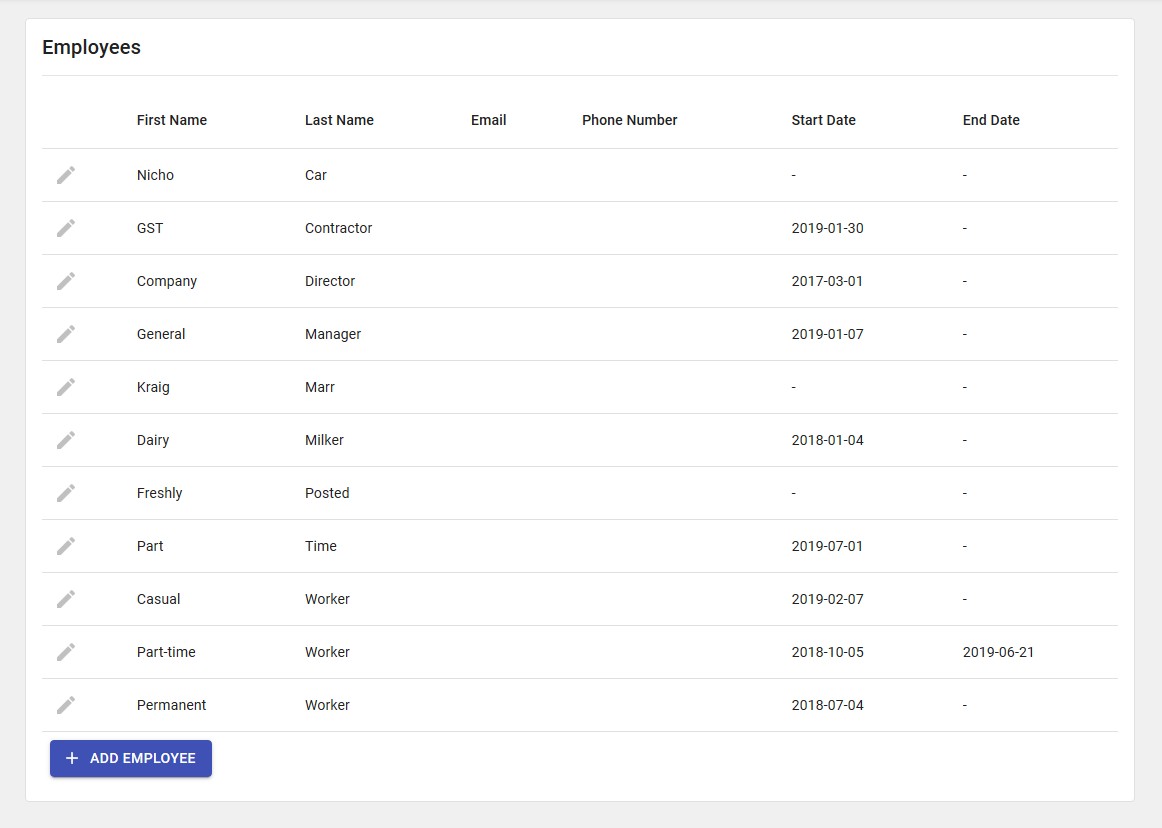 Employees
First Name Last Name Email Phone Number Start Date End Date
Nicho Car - -
GST Contractor 2019-01-30 -
Company Director 2017-03-01 -
General Manager 2019-01-07 -
Kraig Marr - -
Dairy Milker 2018-01-04 -
Freshly Posted - -
Part Time 2019-07-01 -
Casual Worker 2019-02-07 -
Part-time Worker 2018-10-05 2019-06-21
Permanent Worker 2018-07-04 -
+ ADD EMPLOYEE